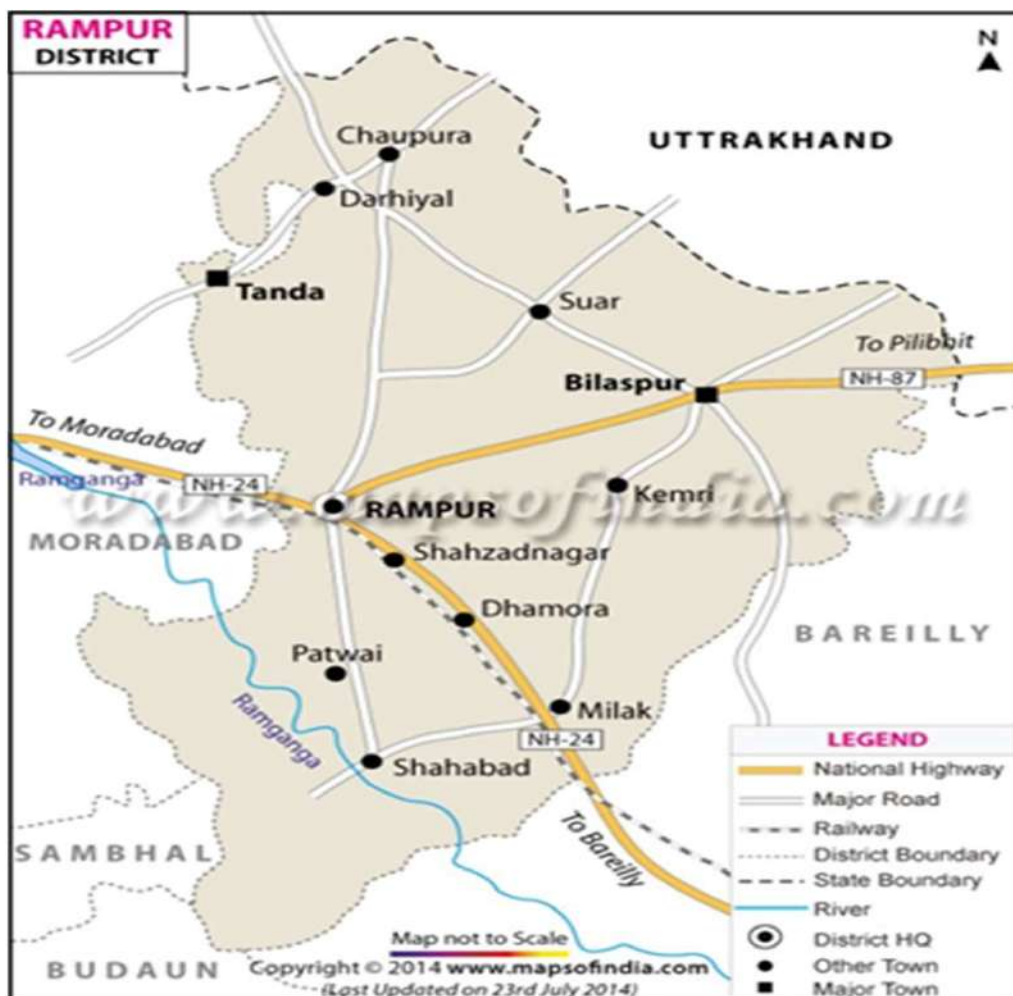 RAMPUR
DISTRICT
N
UTTRAKHAND
Chaupura
Darhiyal
Tanda
Suar
To Pilibhit
Bilaspur
NH-87
To Moradabad
Ramganga
NH-24
Kemri
www.mapsofindia.com
RAMPUR
MORADABAD
Shahzadnagar
Dhamora
BAREILLY
Patwai
Ramganga
Milak
NH-24
Shahabad
To Bareilly
SAMBHAL
BUDAUN
LEGEND
National Highway
Major Road
Railway
District Boundary
State Boundary
River
District HQ
Other Town
Major Town
Map not to Scale
Copyright © 2014 www.mapsofindia.com
(Last Updated on 23rd July 2014)